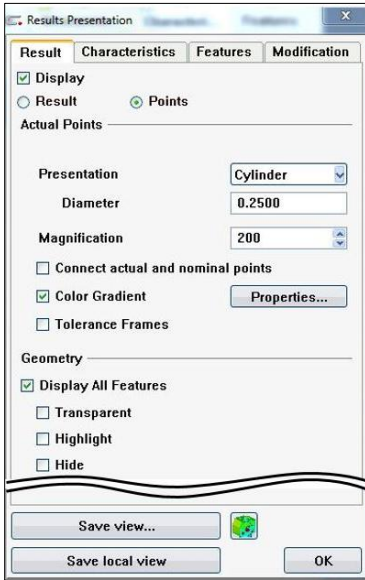 Results Presentation
Result Characteristics Features Modification
Display
Result Points
Actual Points
Presentation Cylinder
Diameter 0.2500
Magnification 200
Connect actual and nominal points
Color Gradient Properties...
Tolerance Frames
Geometry
Display All Features
Transparent
Highlight
Hide
Save view...
Save local view OK